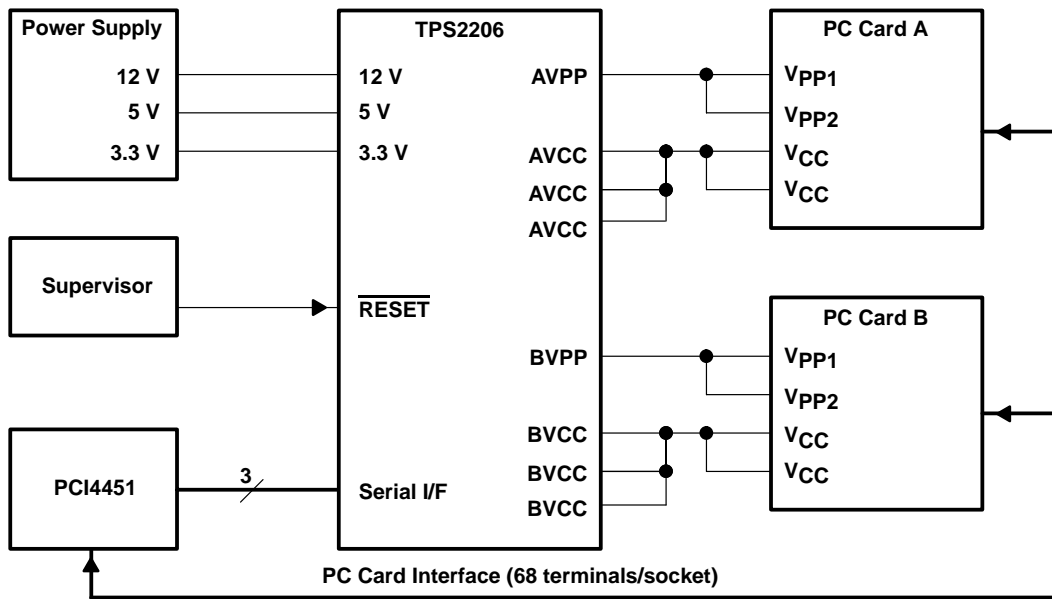 Power Supply
12 V
5 V
3.3 V
Supervisor
PCI4451
3
TPS2206
12 V
5 V
3.3 V
RESET
Serial I/F
AVPP
AVCC
AVCC
AVCC
BVPP
BVCC
BVCC
BVCC
PC Card A
VPP1
VPP2
VCC
VCC
PC Card B
VPP1
VPP2
VCC
VCC
PC Card Interface (68 terminals/socket)